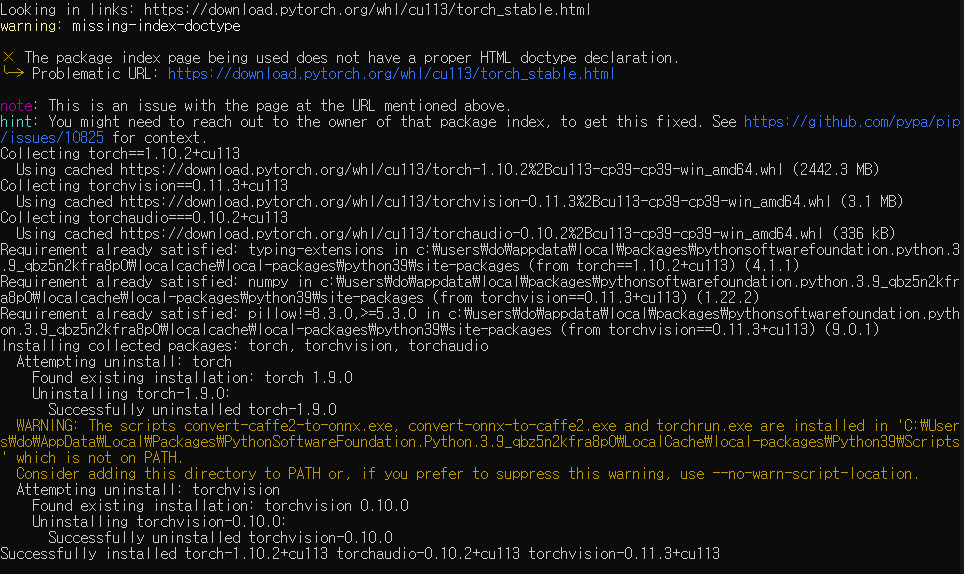 Looking in links: https://download.pytorch.org/whl/cu113/torch_stable.html
warning: missing-index-doctype
× The package index page being used does not have a proper HTML doctype declaration.
╰─> Problematic URL: https://download.pytorch.org/whl/cu113/torch_stable.html
note: This is an issue with the page at the URL mentioned above.
hint: You might need to reach out to the owner of that package index, to get this fixed. See https://github.com/pypa/pip
/issues/10825 for context.
Collecting torch==1.10.2+cu113
  Using cached https://download.pytorch.org/whl/cu113/torch-1.10.2%2Bcu113-cp39-cp39-win_amd64.whl (2442.3 MB)
Collecting torchvision==0.11.3+cu113
  Using cached https://download.pytorch.org/whl/cu113/torchvision-0.11.3%2Bcu113-cp39-cp39-win_amd64.whl (3.1 MB)
Collecting torchaudio===0.10.2+cu113
  Using cached https://download.pytorch.org/whl/cu113/torchaudio-0.10.2%2Bcu113-cp39-cp39-win_amd64.whl (336 kB)
Requirement already satisfied: typing-extensions in c:₩users₩do₩appdata₩local₩packages₩pythonsoftwarefoundation.python.3
.9_qbz5n2kfra8p0₩localcache₩local-packages₩python39₩site-packages (from torch==1.10.2+cu113) (4.1.1)
Requirement already satisfied: numpy in c:₩users₩do₩appdata₩local₩packages₩pythonsoftwarefoundation.python.3.9_qbz5n2kfr
a8p0₩localcache₩local-packages₩python39₩site-packages (from torchvision==0.11.3+cu113) (1.22.2)
Requirement already satisfied: pillow!=8.3.0,>=5.3.0 in c:₩users₩do₩appdata₩local₩packages₩pythonsoftwarefoundation.pyth
on.3.9_qbz5n2kfra8p0₩localcache₩local-packages₩python39₩site-packages (from torchvision==0.11.3+cu113) (9.0.1)
Installing collected packages: torch, torchvision, torchaudio
  Attempting uninstall: torch
    Found existing installation: torch 1.9.0
    Uninstalling torch-1.9.0:
      Successfully uninstalled torch-1.9.0
  WARNING: The scripts convert-caffe2-to-onnx.exe, convert-onnx-to-caffe2.exe and torchrun.exe are installed in 'C:₩User
s₩do₩AppData₩Local₩Packages₩PythonSoftwareFoundation.Python.3.9_qbz5n2kfra8p0₩LocalCache₩local-packages₩Python39₩Scripts
' which is not on PATH.
  Consider adding this directory to PATH or, if you prefer to suppress this warning, use --no-warn-script-location.
  Attempting uninstall: torchvision
    Found existing installation: torchvision 0.10.0
    Uninstalling torchvision-0.10.0:
      Successfully uninstalled torchvision-0.10.0
Successfully installed torch-1.10.2+cu113 torchaudio-0.10.2+cu113 torchvision-0.11.3+cu113